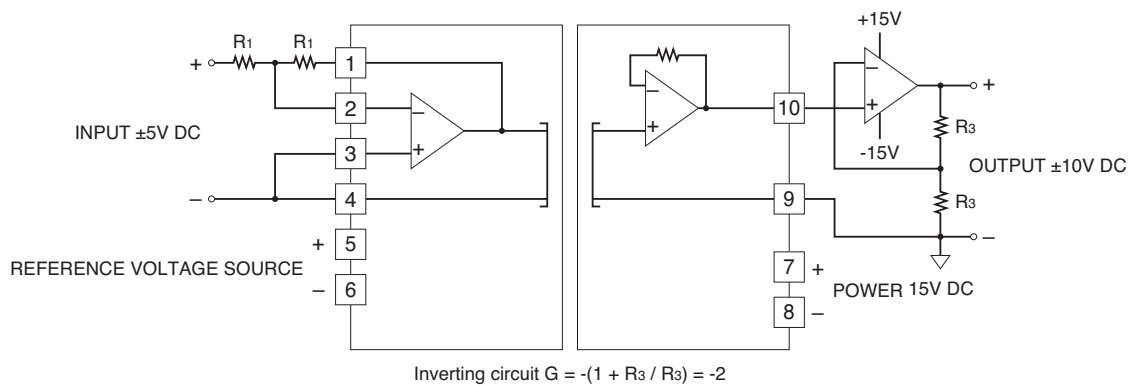 R1 R1
+
1
2
3
4
5
6
INPUT ±5V DC
−
+
−
+
−
REFERENCE VOLTAGE SOURCE
−
+
10
9
7
8
+
−
POWER 15V DC
+15V
−
+
-15V
+
R3
OUTPUT ±10V DC
R3
−
Inverting circuit G = -(1 + R3 / R3) = -2